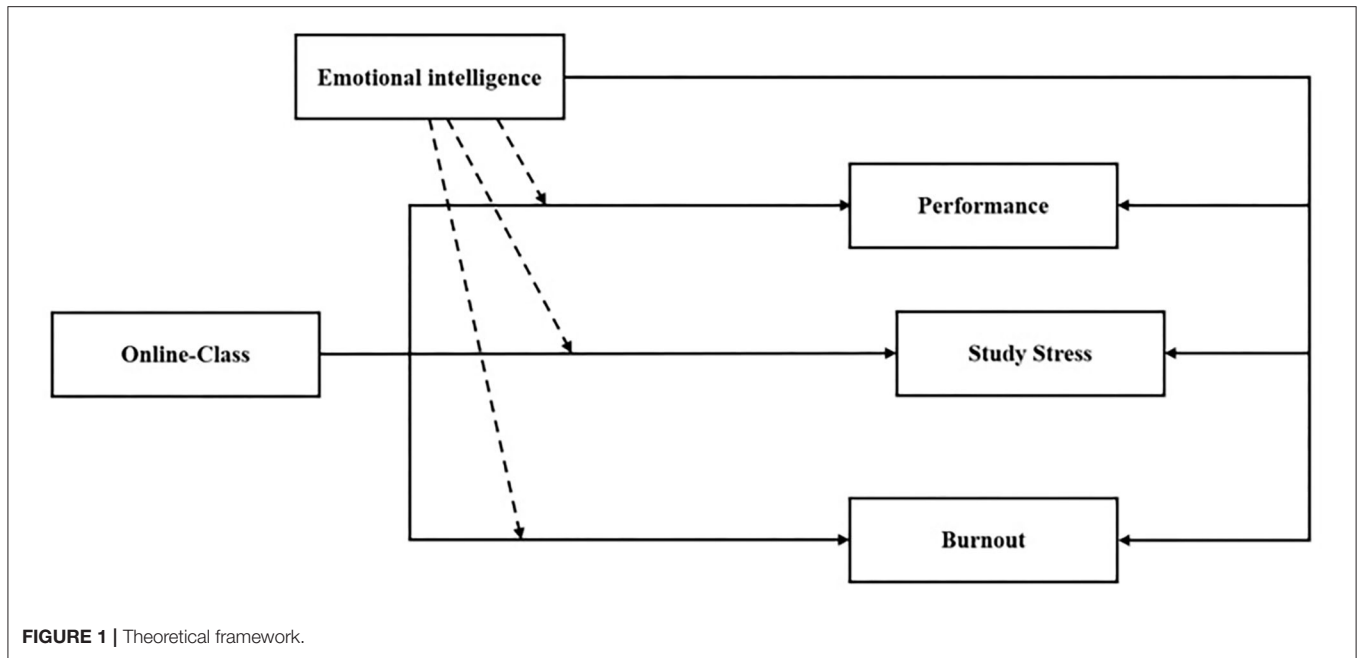 Emotional intelligence
Performance
Online-Class
Study Stress
Burnout
FIGURE 1 | Theoretical framework.